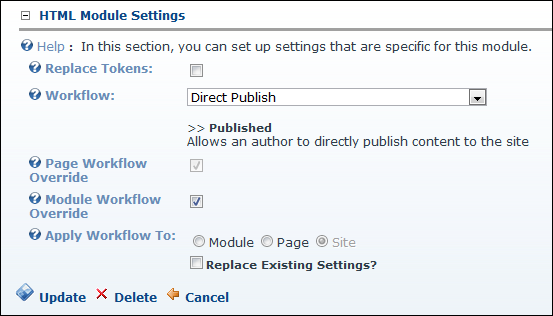 HTML Module Settings
Help : In this section, you can set up settings that are specific for this module.
Replace Tokens:
Workflow: Direct Publish
>> Published
Allows an author to directly publish content to the site
Page Workflow
Override
Module Workflow
Override
Apply Workflow To: Module Page Site
Replace Existing Settings?
Update Delete Cancel